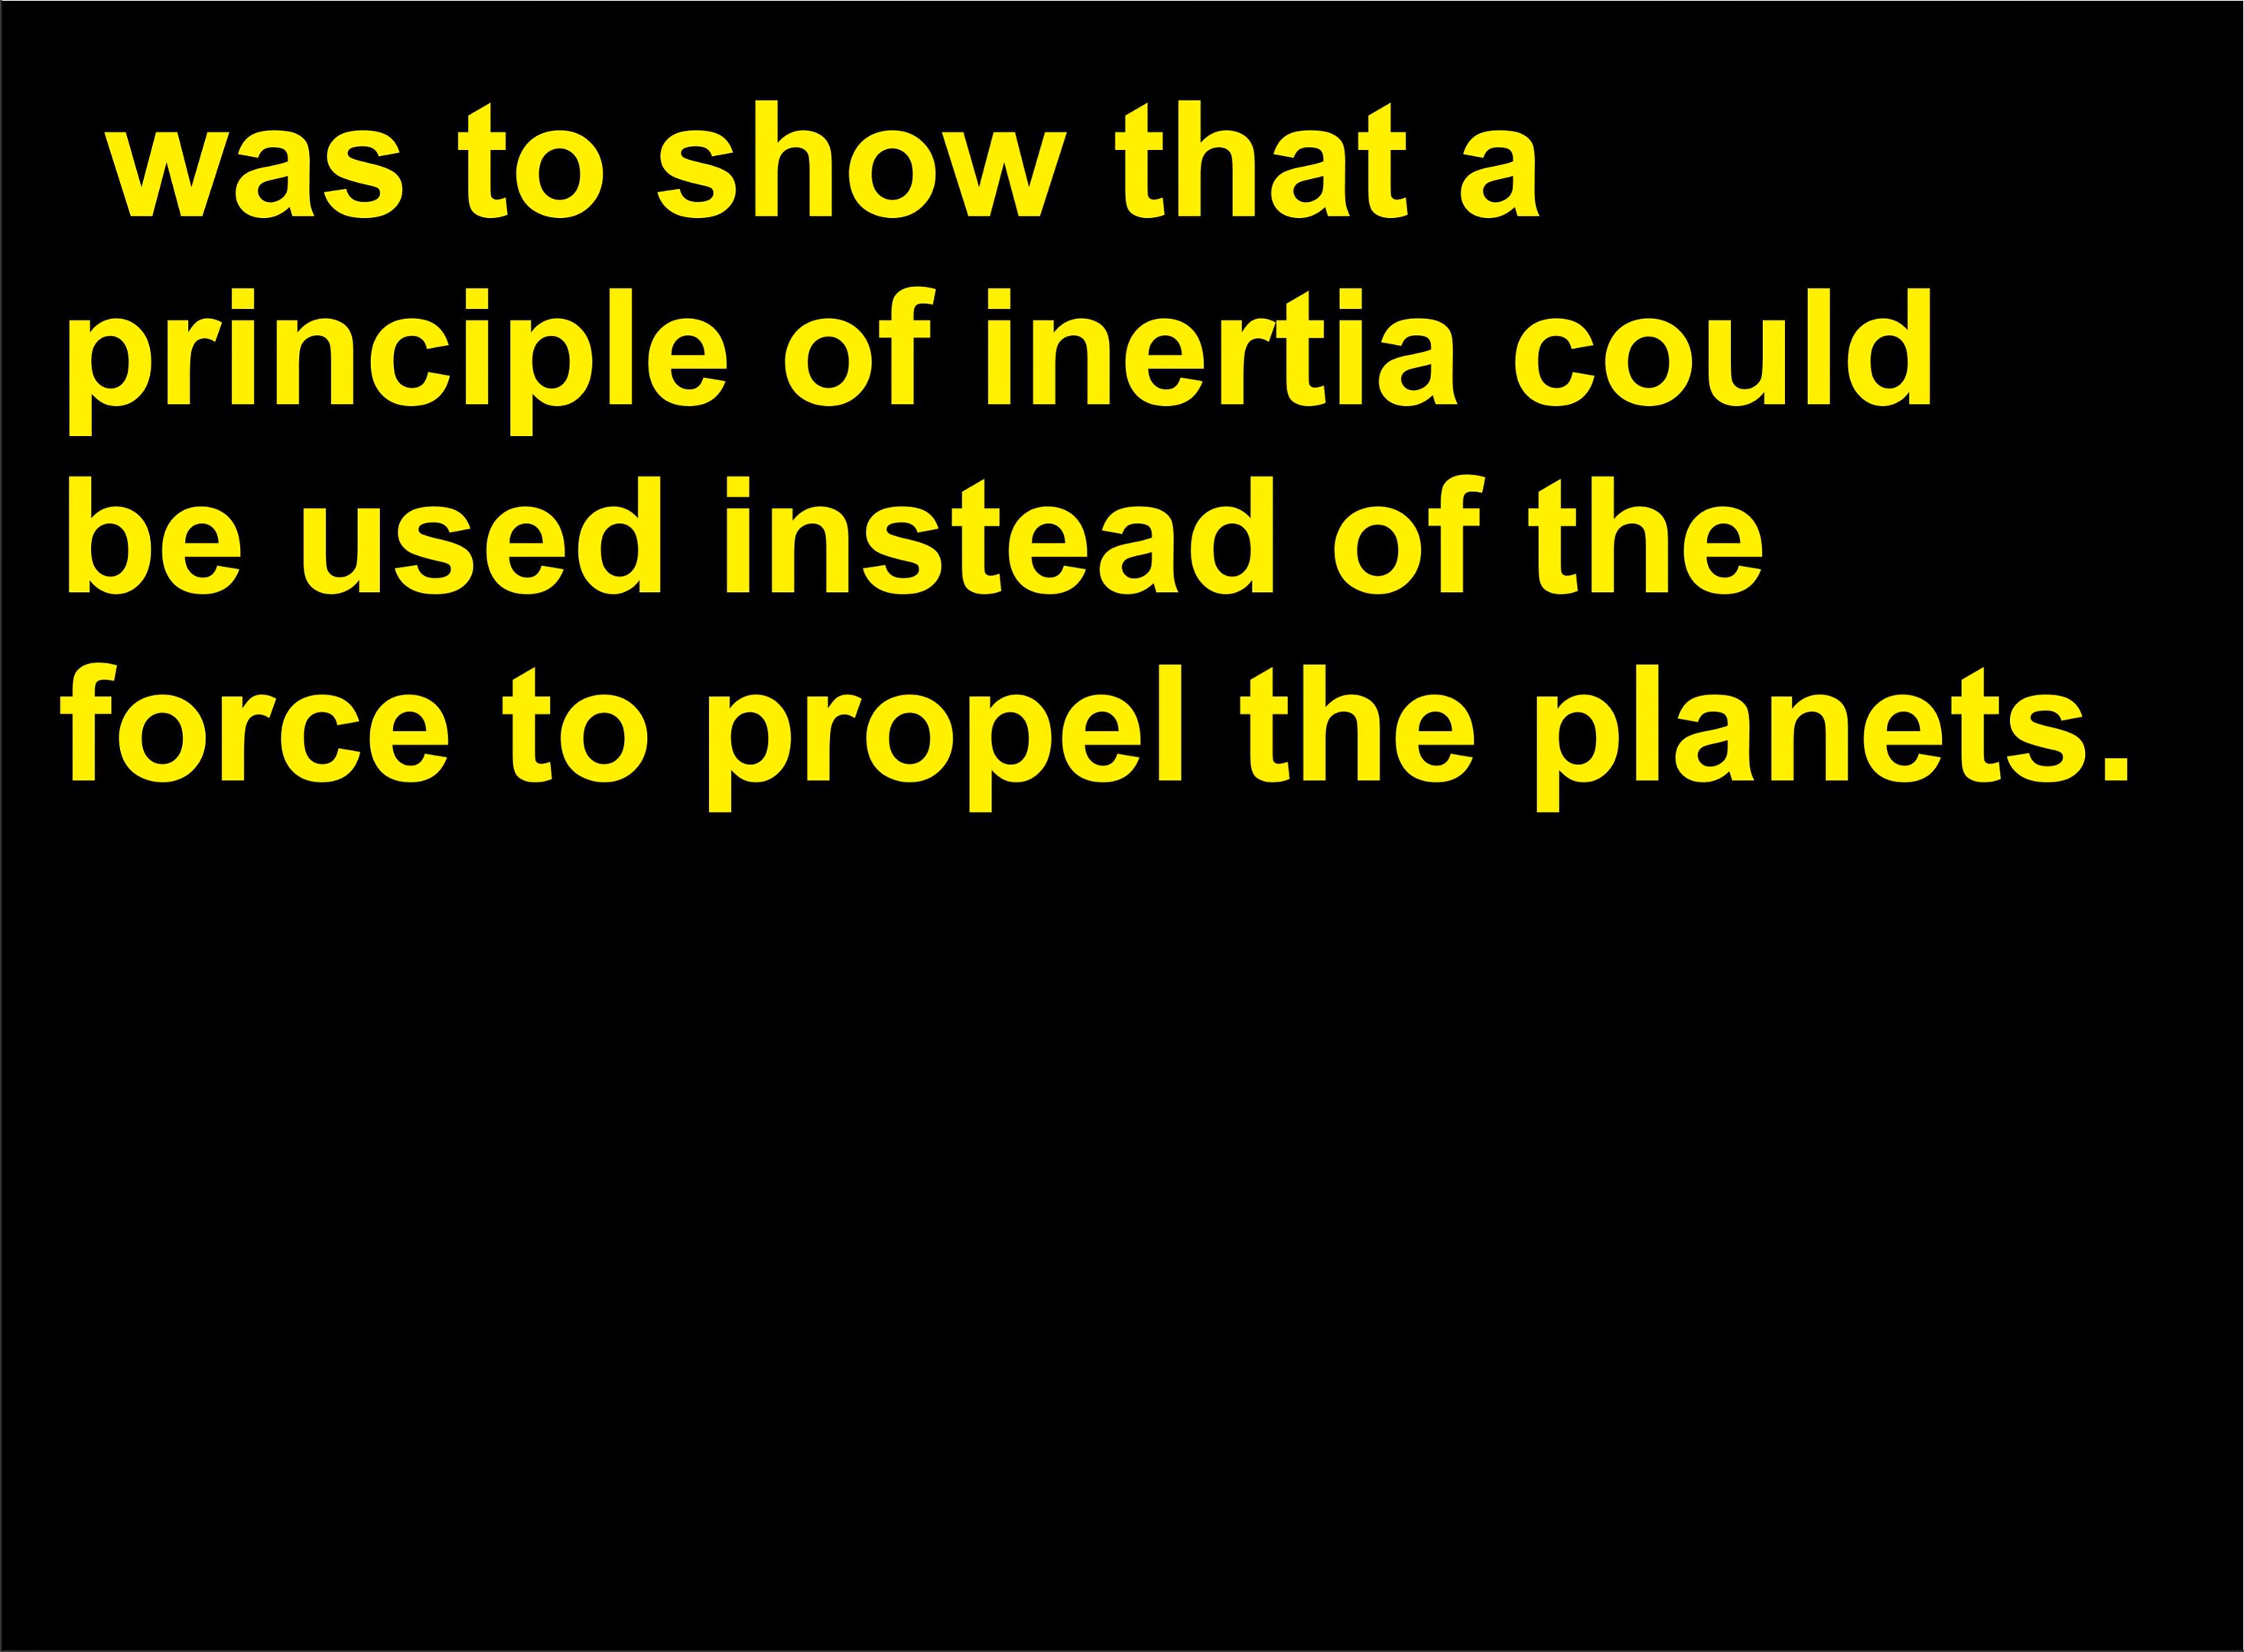 was to show that a
principle of inertia could
be used instead of the
force to propel the planets.